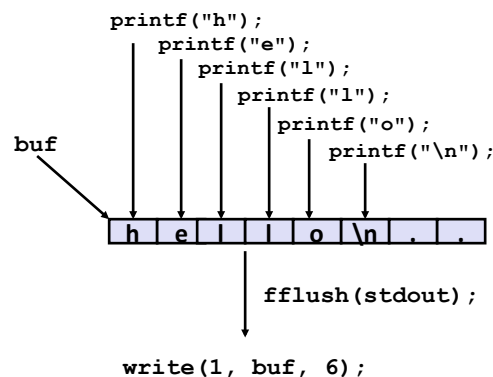 printf("h");
printf("e");
printf("l");
printf("l");
printf("o");
printf("\n");
buf
h e l l o \n . .
fflush(stdout);
write(1, buf, 6);